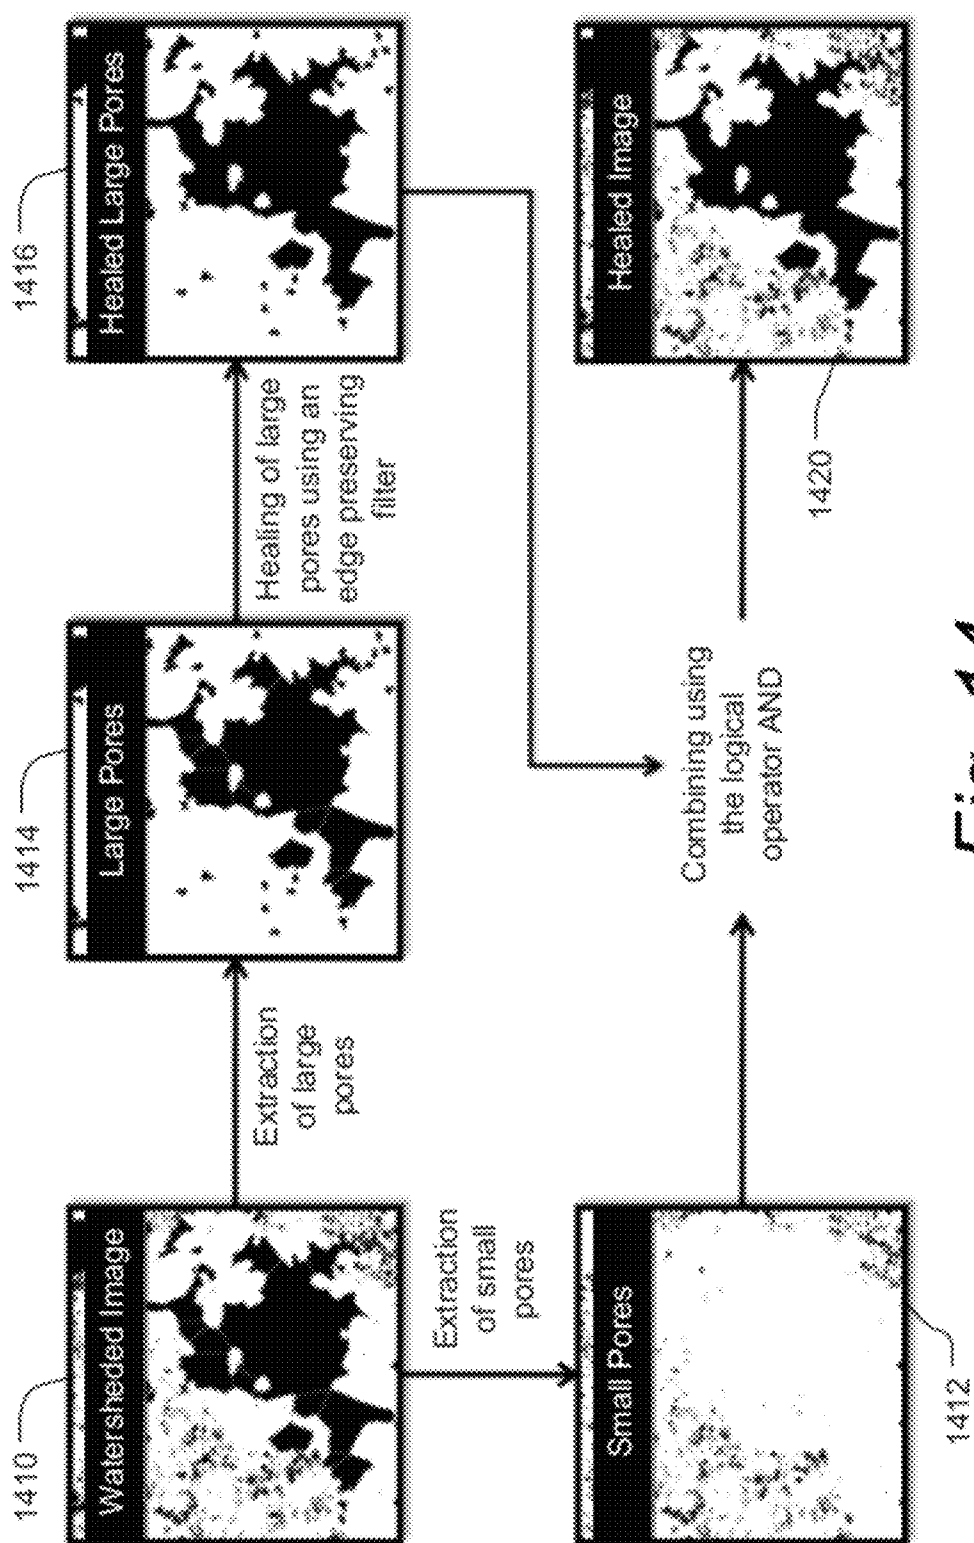 1410
Watersheded Image
Extraction
of large
pores
1414
Large Pores
Healing of large
pores using an
edge preserving
filter
1416
Healed Large Pores
Extraction
of small
pores
Small Pores
1412
Combining using
the logical
operator AND
Healed Image
1420